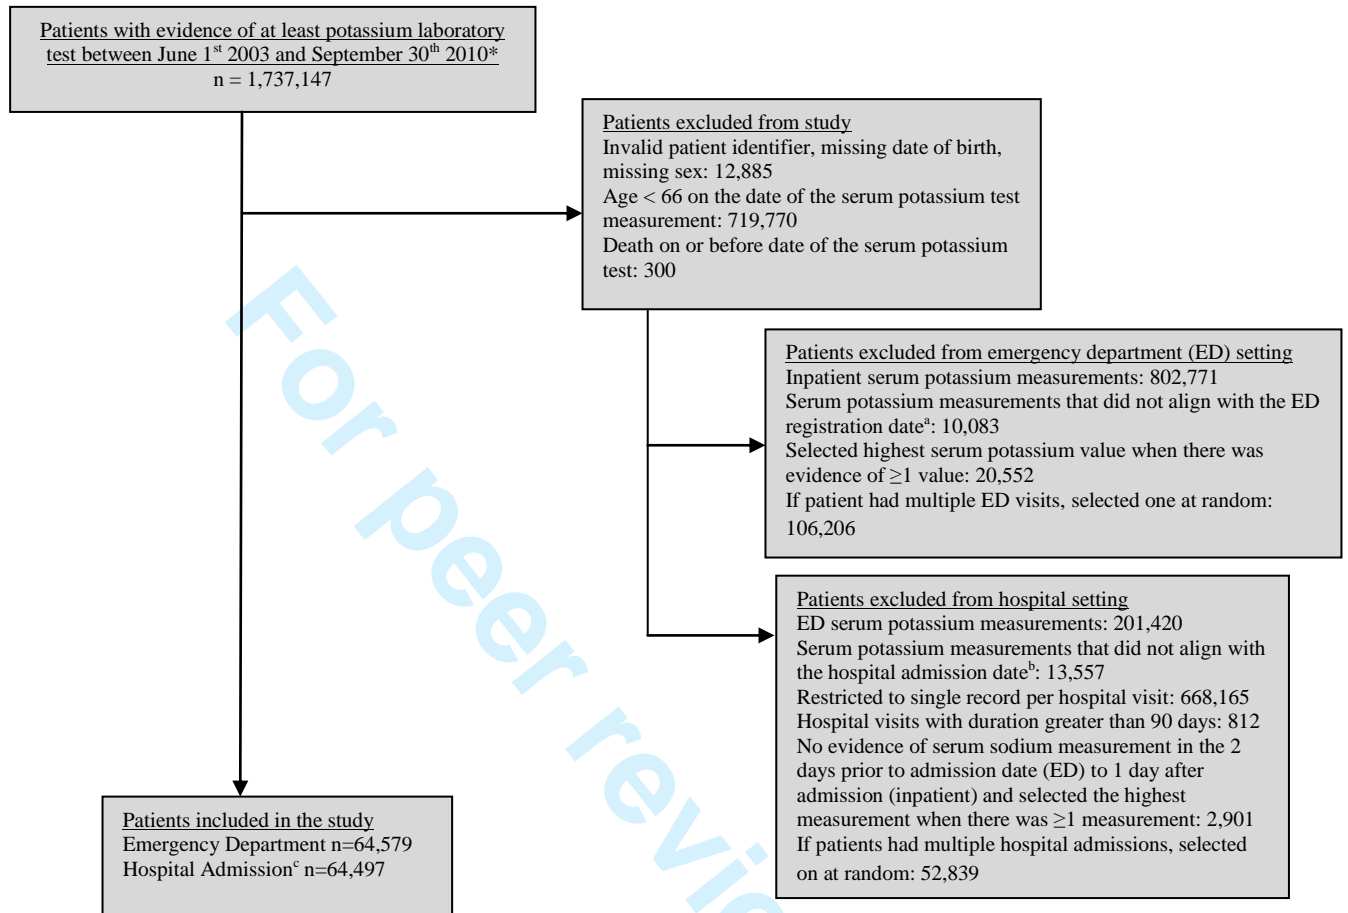 Patients with evidence of at least potassium laboratory
test between June 1st 2003 and September 30th 2010*
n = 1,737,147
Patients excluded from study
Invalid patient identifier, missing date of birth,
missing sex: 12,885
Age < 66 on the date of the serum potassium test
measurement: 719,770
Death on or before date of the serum potassium
test: 300
Patients excluded from emergency department (ED) setting
Inpatient serum potassium measurements: 802,771
Serum potassium measurements that did not align with the ED
registration dateᵃ: 10,083
Selected highest serum potassium value when there was
evidence of ≥1 value: 20,552
If patient had multiple ED visits, selected one at random:
106,206
Patients excluded from hospital setting
ED serum potassium measurements: 201,420
Serum potassium measurements that did not align with
the hospital admission dateᵇ: 13,557
Restricted to single record per hospital visit: 668,165
Hospital visits with duration greater than 90 days: 812
No evidence of serum sodium measurement in the 2
days prior to admission date (ED) to 1 day after
admission (inpatient) and selected the highest
measurement when there was ≥1 measurement: 2,901
If patients had multiple hospital admissions, selected
on at random: 52,839
Patients included in the study
Emergency Department n=64,579
Hospital Admissionᶜ n=64,497
For peer revie